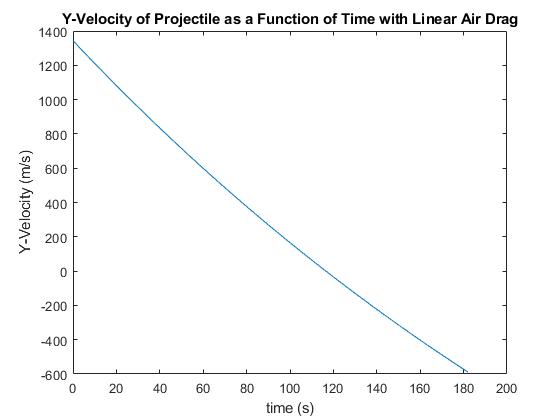 Y-Velocity of Projectile as a Function of Time with Linear Air Drag
1400
1200
1000
800
600
400
200
0
-200
-400
-600
Y-Velocity (m/s)
0 20 40 60 80 100 120 140 160 180 200
time (s)